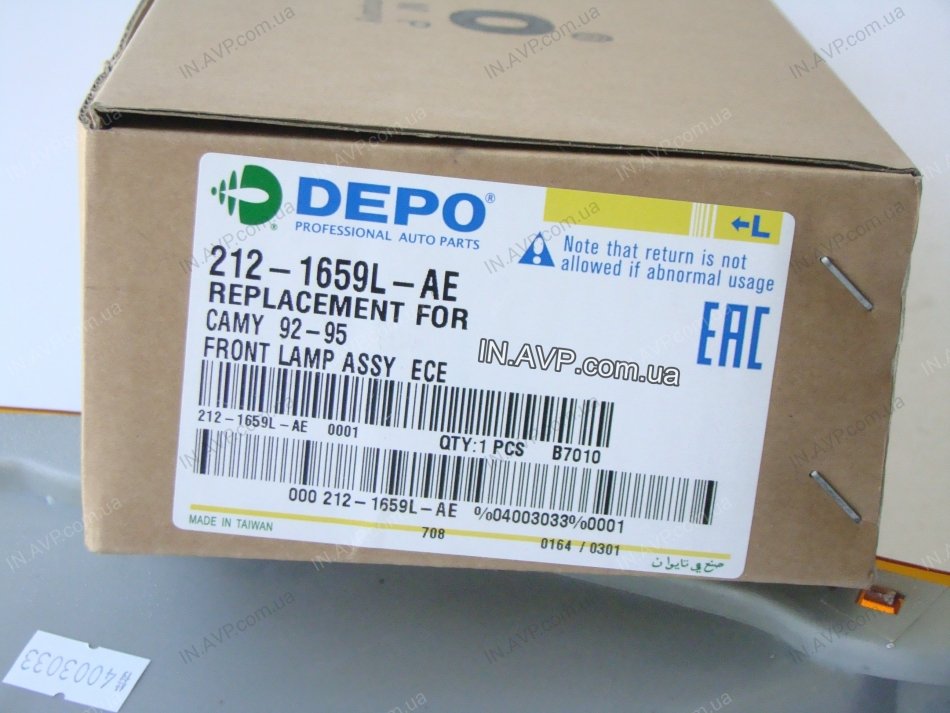 DEPO®
PROFESSIONAL AUTO PARTS
←L
Note that return is not
allowed if abnormal usage
212-1659L-AE
REPLACEMENT FOR
CAMY 92-95
FRONT LAMP ASSY ECE
EAC
IN.AVP.com.ua
212-1659L-AE 0001
QTY:1 PCS B7010
000 212-1659L-AE %04003033%0001
MADE IN TAIWAN
708
0164 / 0301
صنع في تايوان
40003033